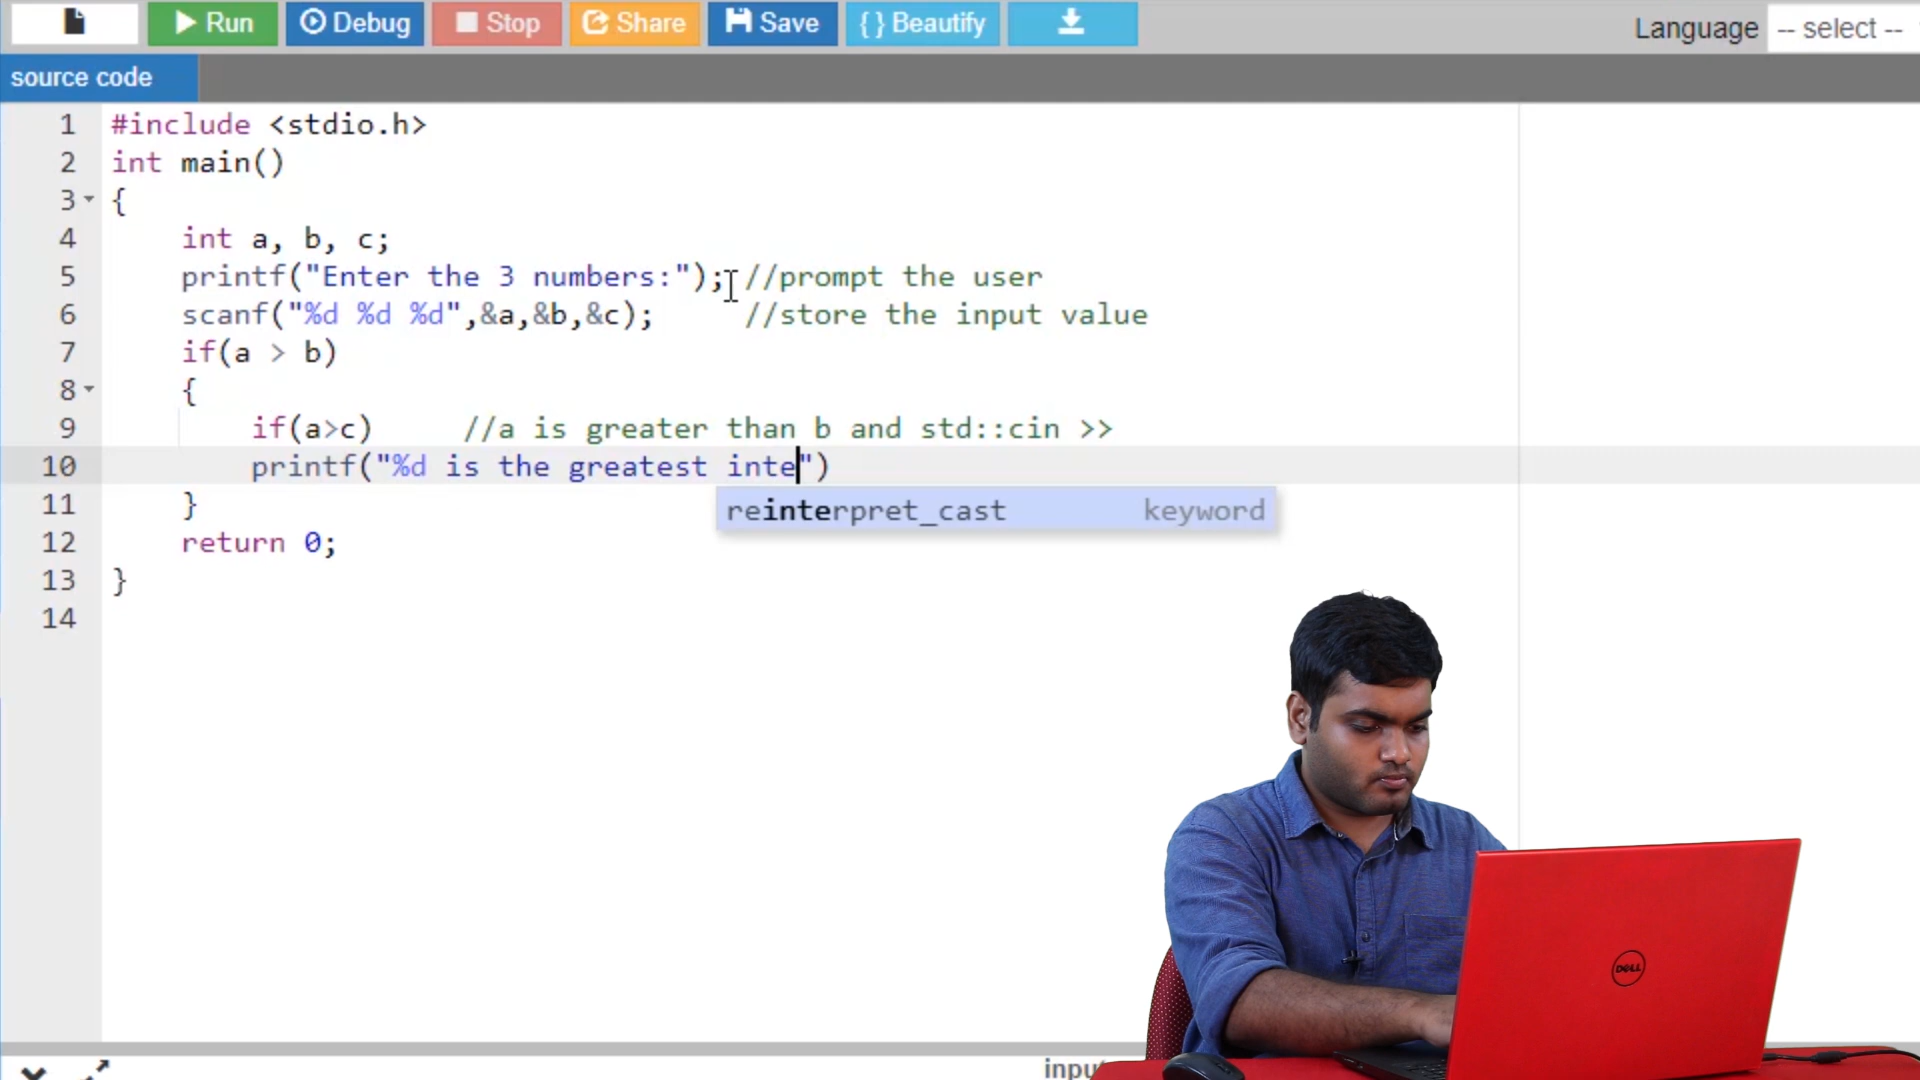 Run Debug Stop Share Save { } Beautify Language -- select --
source code
1 #include <stdio.h>
2 int main()
3 {
4 int a, b, c;
5 printf("Enter the 3 numbers:"); //prompt the user
6 scanf("%d %d %d",&a,&b,&c); //store the input value
7 if(a > b)
8 {
9 if(a>c) //a is greater than b and std::cin >>
10 printf("%d is the greatest inte")
reinterpret_cast keyword
11 }
12 return 0;
13 }
14
DELL